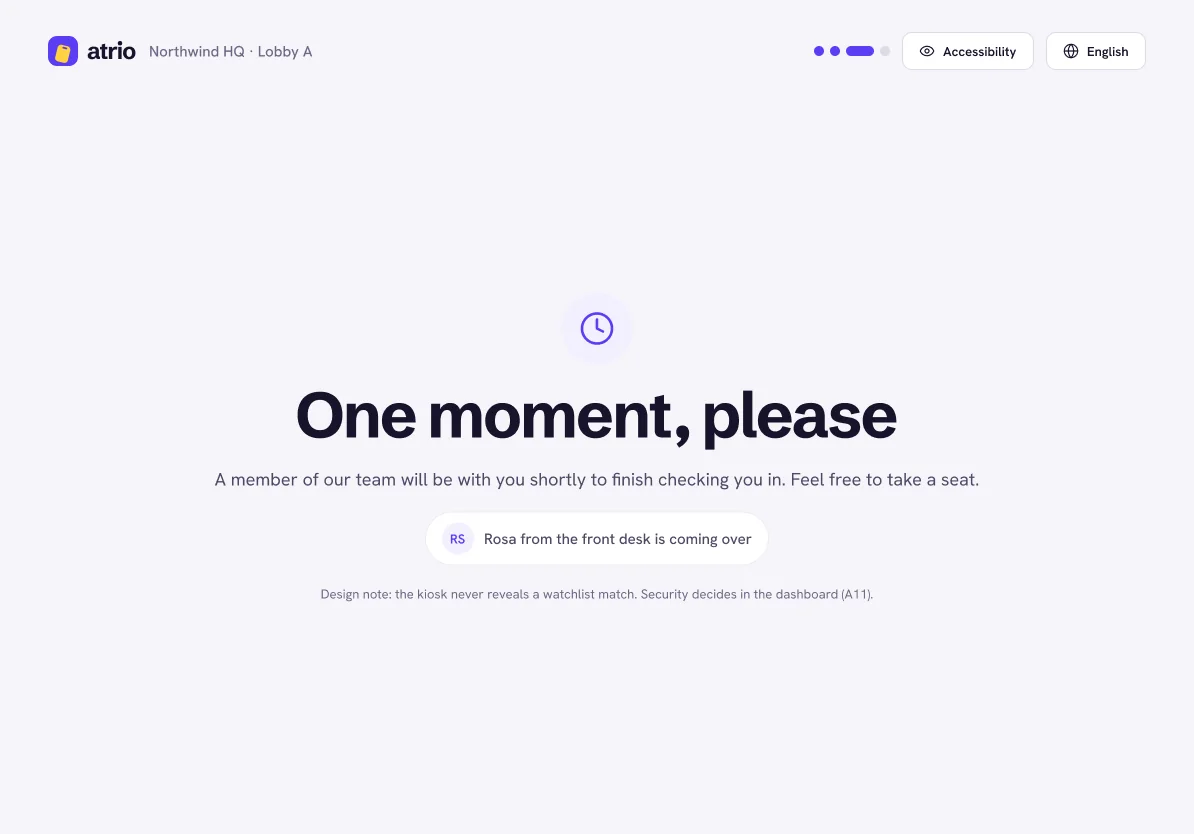 atrio
Northwind HQ · Lobby A
Accessibility
English
One moment, please
A member of our team will be with you shortly to finish checking you in. Feel free to take a seat.
RS
Rosa from the front desk is coming over
Design note: the kiosk never reveals a watchlist match. Security decides in the dashboard (A11).